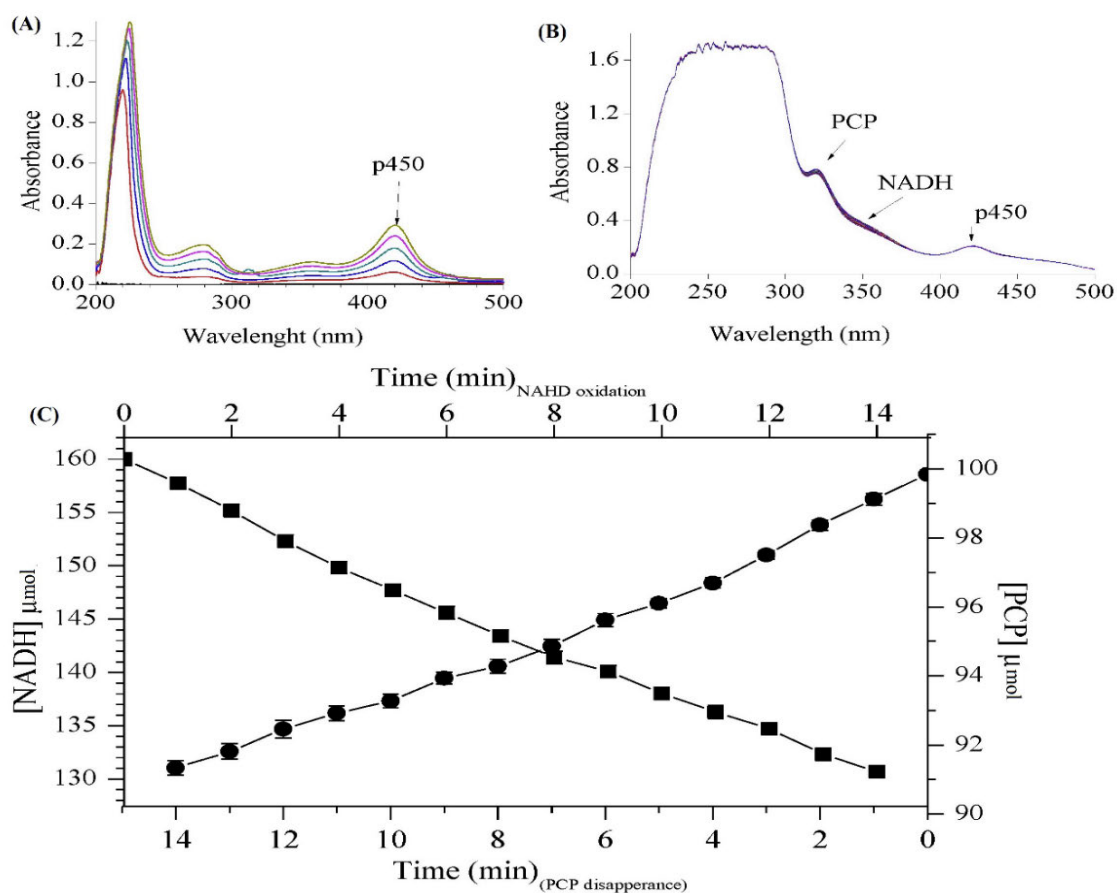 (A)
1.2
1.0
0.8
0.6
0.4
0.2
0.0
Absorbance
p450
200 300 400 500
Wavelenght (nm)
(B)
1.6
1.2
0.8
0.4
0.0
Absorbance
PCP
NADH
p450
200 250 300 350 400 450 500
Wavelength (nm)
(C)
Time (min) NAHD oxidation
0 2 4 6 8 10 12 14
160
155
150
145
140
135
130
[NADH] μmol
100
98
96
94
92
90
[PCP] μmol
14 12 10 8 6 4 2 0
Time (min) (PCP disapperance)